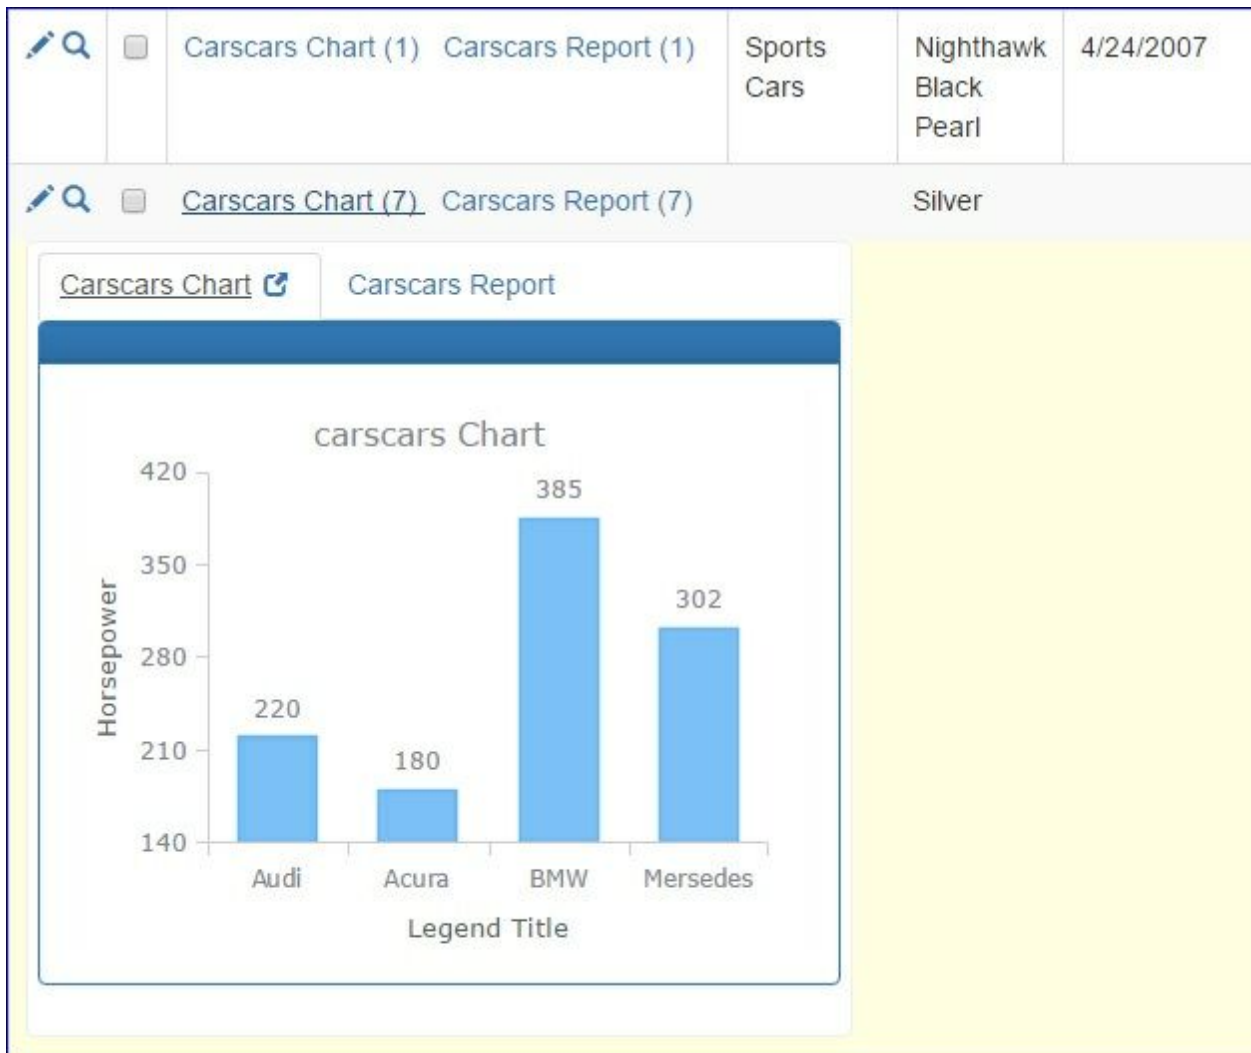 Carscars Chart (1) Carscars Report (1) Sports Cars Nighthawk Black Pearl 4/24/2007
Carscars Chart (7) Carscars Report (7) Silver
Carscars Chart Carscars Report
carscars Chart
420
350
280
210
140
Horsepower
220
180
385
302
Audi Acura BMW Mersedes
Legend Title